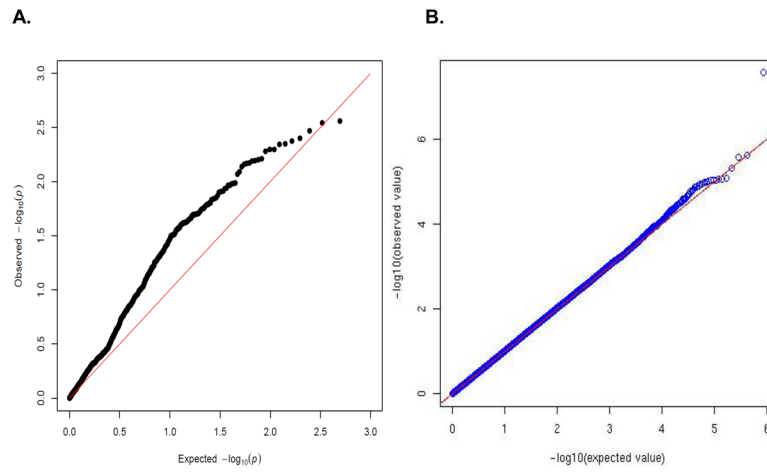 A.
B.
3.0
2.5
2.0
1.5
1.0
0.5
0.0
Observed −log10(p)
0.0 0.5 1.0 1.5 2.0 2.5 3.0
Expected −log10(p)
6
4
2
0
−log10(observed value)
0 1 2 3 4 5 6
−log10(expected value)